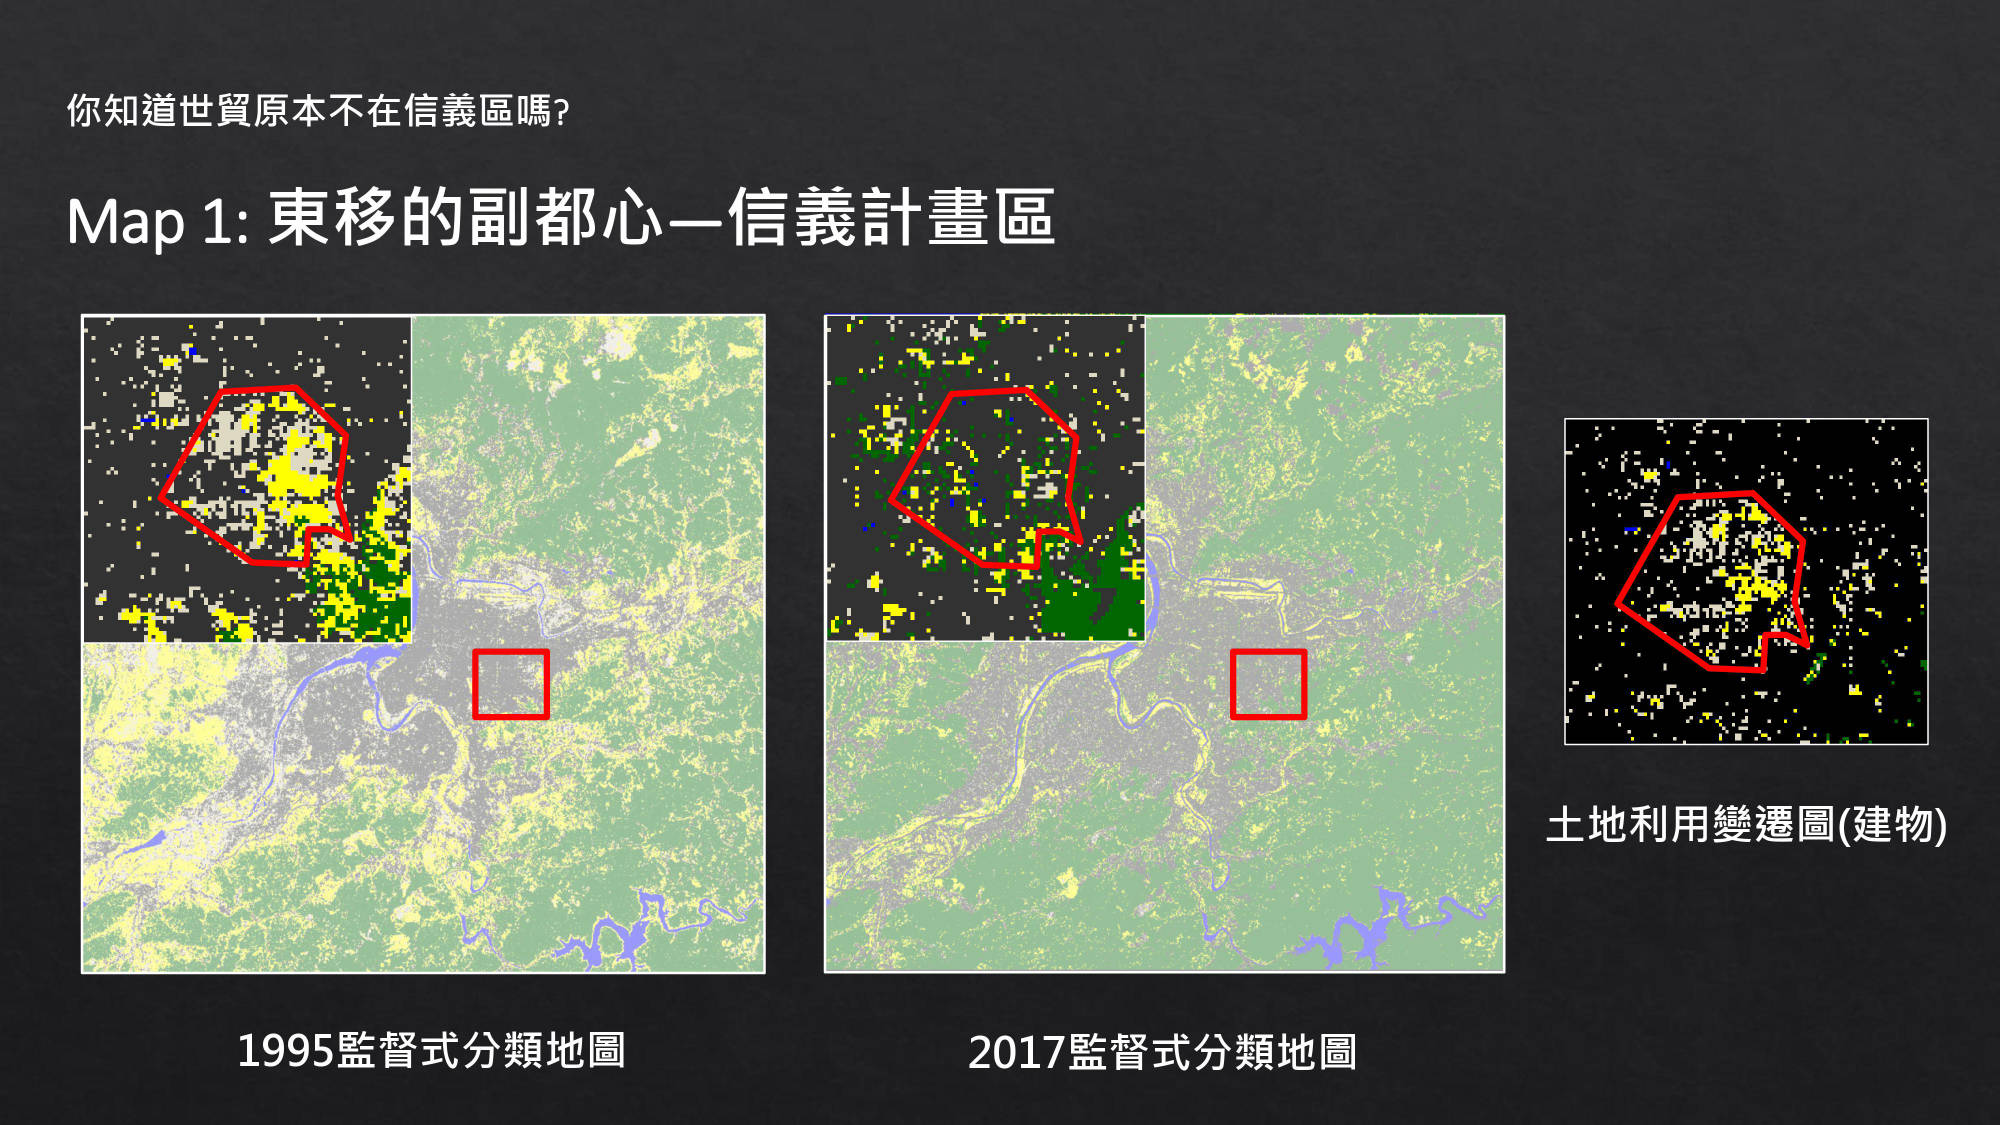 你知道世貿原本不在信義區嗎?
Map 1: 東移的副都心—信義計畫區
土地利用變遷圖(建物)
1995監督式分類地圖
2017監督式分類地圖